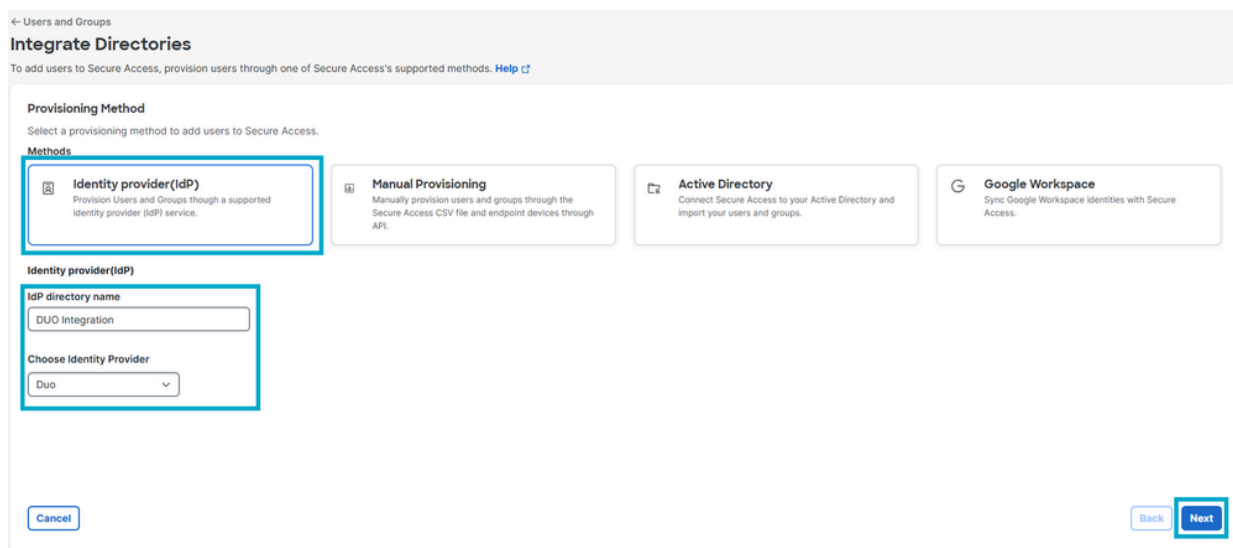 ← Users and Groups
Integrate Directories
To add users to Secure Access, provision users through one of Secure Access's supported methods. Help
Provisioning Method
Select a provisioning method to add users to Secure Access.
Methods
Identity provider(IdP)
Provision Users and Groups though a supported
identity provider (IdP) service.
Manual Provisioning
Manually provision users and groups through the
Secure Access CSV file and endpoint devices through
API.
Active Directory
Connect Secure Access to your Active Directory and
import your users and groups.
Google Workspace
Sync Google Workspace identities with Secure
Access.
Identity provider(IdP)
IdP directory name
DUO Integration
Choose Identity Provider
Duo
Cancel
Back
Next